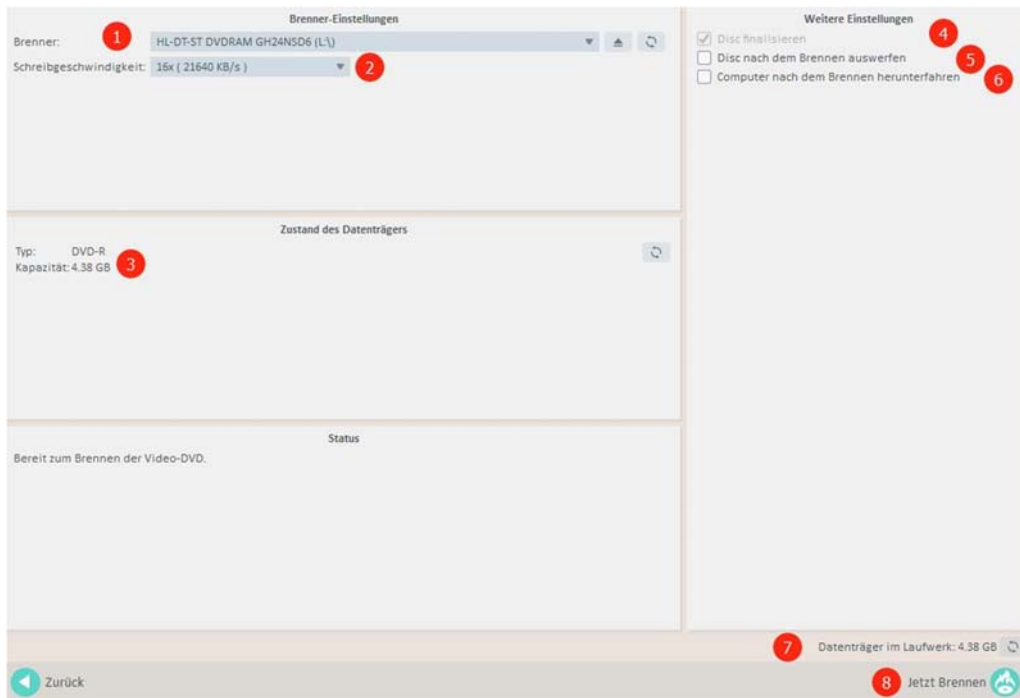 Brenner-Einstellungen
Brenner: 1 HL-DT-ST DVDRAM GH24NSD6 (L:\)
Schreibgeschwindigkeit: 16x ( 21640 KB/s ) 2
Weitere Einstellungen
Disc finalisieren 4
Disc nach dem Brennen auswerfen 5
Computer nach dem Brennen herunterfahren 6
Zustand des Datenträgers
Typ: DVD-R
Kapazität: 4.38 GB 3
Status
Bereit zum Brennen der Video-DVD.
7 Datenträger im Laufwerk: 4.38 GB
Zurück
8 Jetzt Brennen